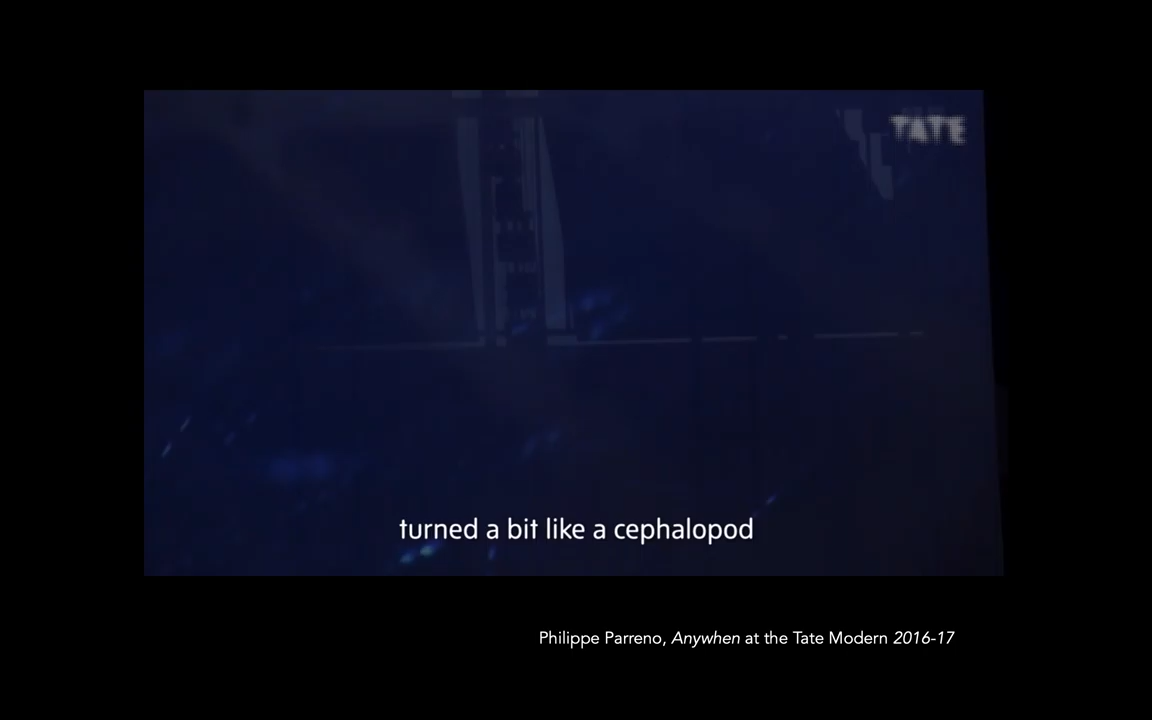 TATE
turned a bit like a cephalopod
Philippe Parreno, Anywhen at the Tate Modern 2016-17